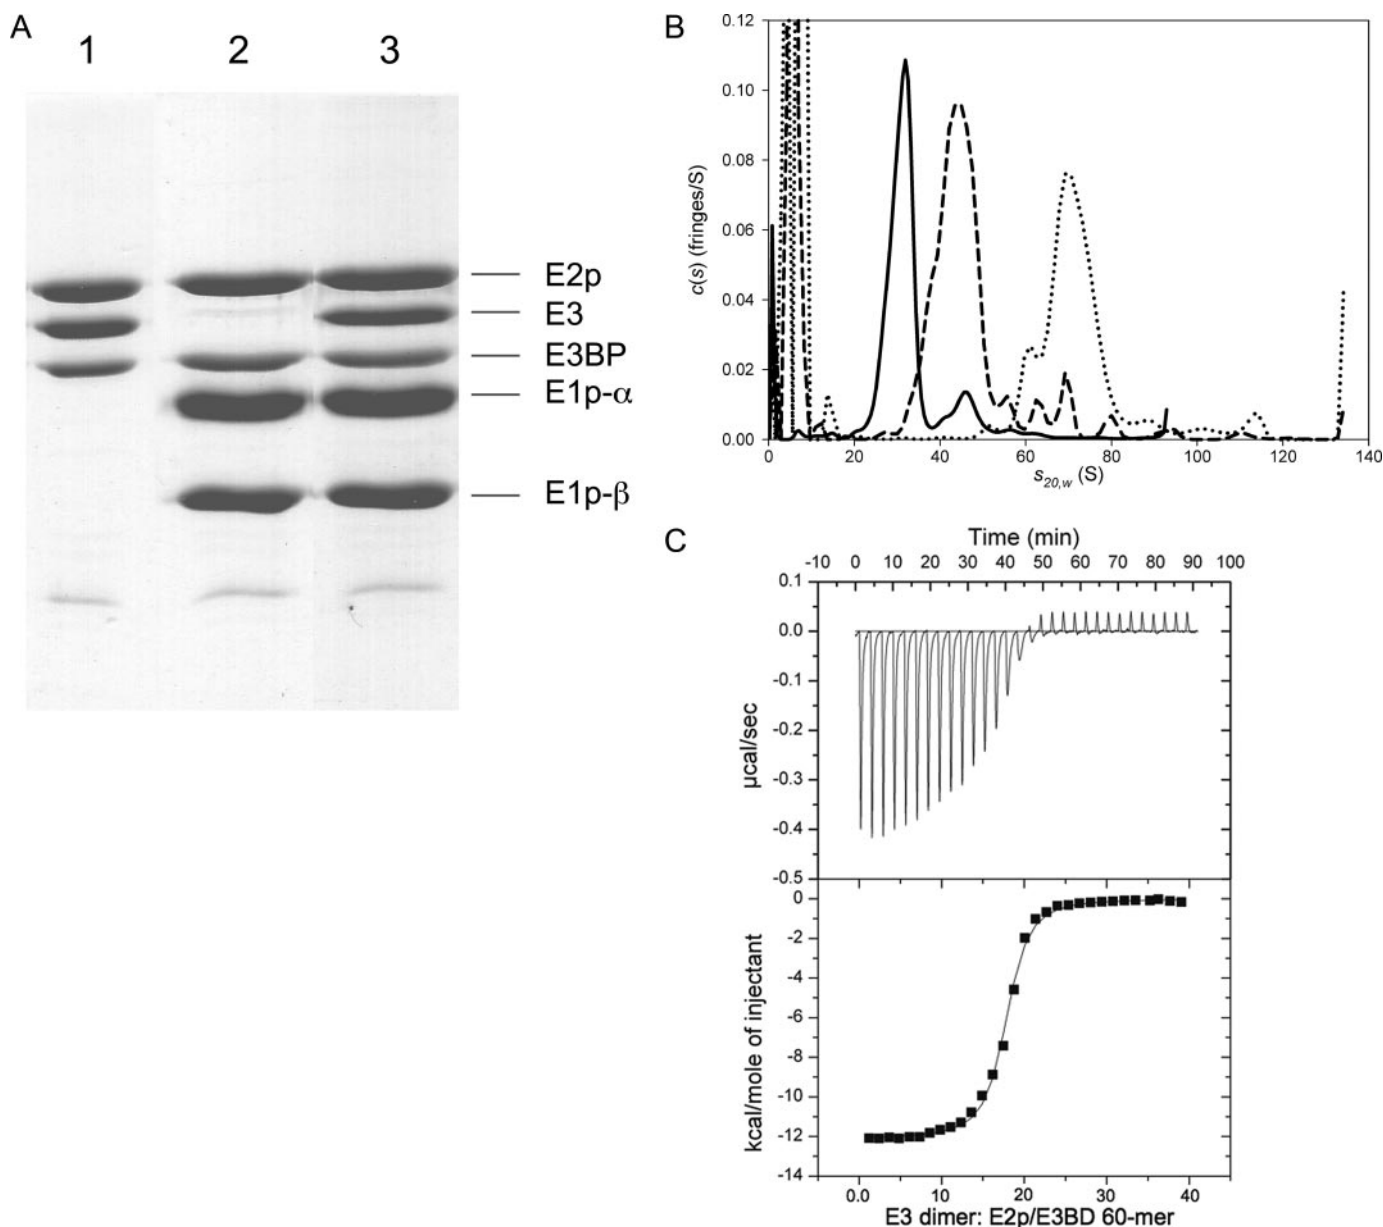 A
1 2 3
E2p
E3
E3BP
E1p-α
E1p-β
B
0.12
0.10
0.08
0.06
0.04
0.02
0.00
c(s) (fringes/S)
0 20 40 60 80 100 120 140
s20,w (S)
C
Time (min)
-10 0 10 20 30 40 50 60 70 80 90 100
0.1
0.0
-0.1
-0.2
-0.3
-0.4
-0.5
µcal/sec
0
-2
-4
-6
-8
-10
-12
-14
kcal/mole of injectant
0.0 10 20 30 40
E3 dimer: E2p/E3BD 60-mer